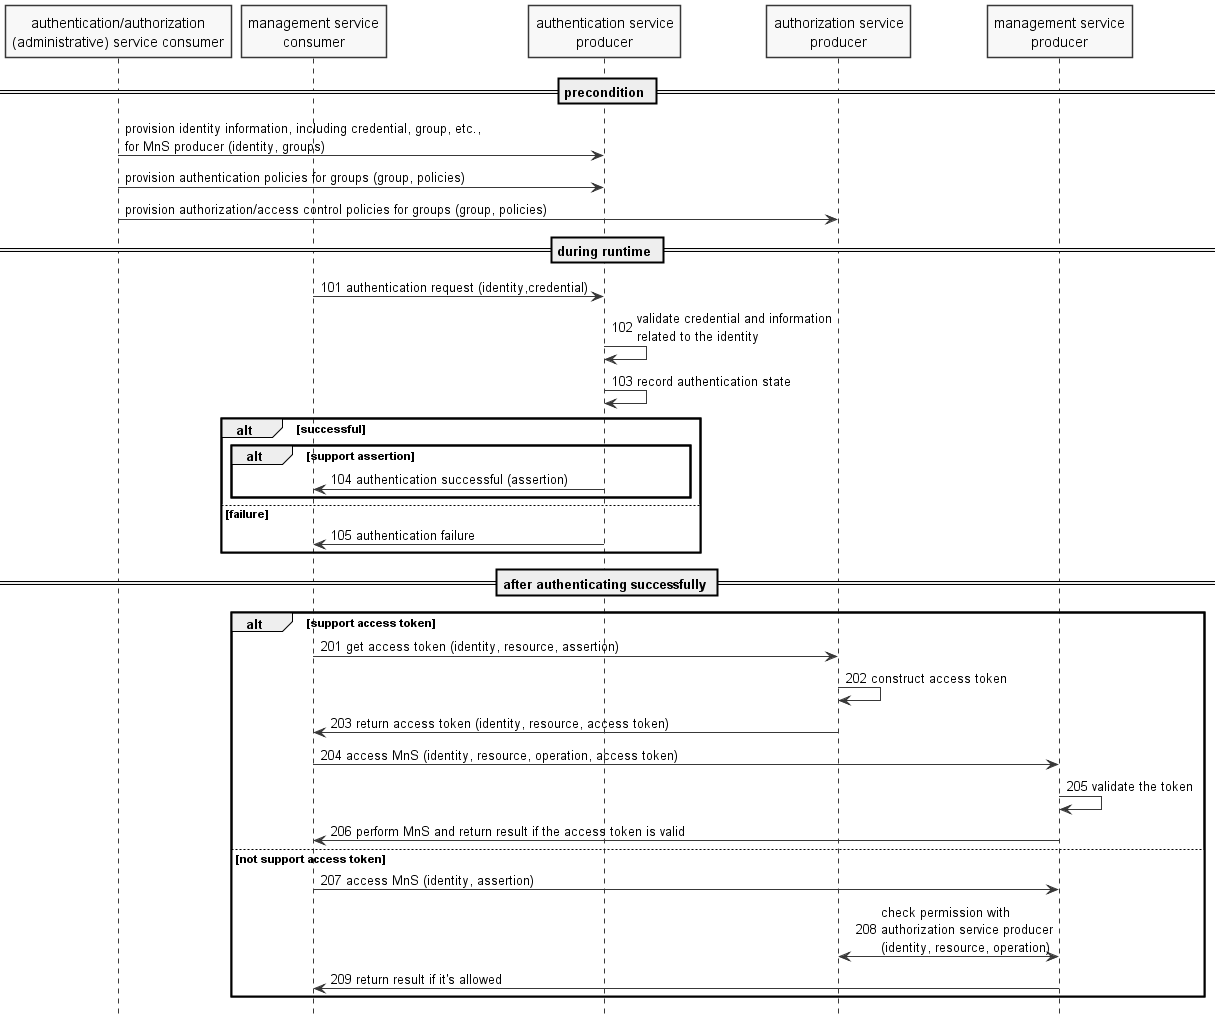 authentication/authorization
(administrative) service consumer
management service
consumer
authentication service
producer
authorization service
producer
management service
producer
precondition
provision identity information, including credential, group, etc.,
for MnS producer (identity, groups)
provision authentication policies for groups (group, policies)
provision authorization/access control policies for groups (group, policies)
during runtime
101 authentication request (identity,credential)
validate credential and information
102
related to the identity
103 record authentication state
alt [successful]
alt [support assertion]
104 authentication successful (assertion)
[failure]
105 authentication failure
after authenticating successfully
alt [support access token]
201 get access token (identity, resource, assertion)
202 construct access token
203 return access token (identity, resource, access token)
204 access MnS (identity, resource, operation, access token)
205 validate the token
206 perform MnS and return result if the access token is valid
[not support access token]
207 access MnS (identity, assertion)
check permission with
208 authorization service producer
(identity, resource, operation)
209 return result if it's allowed